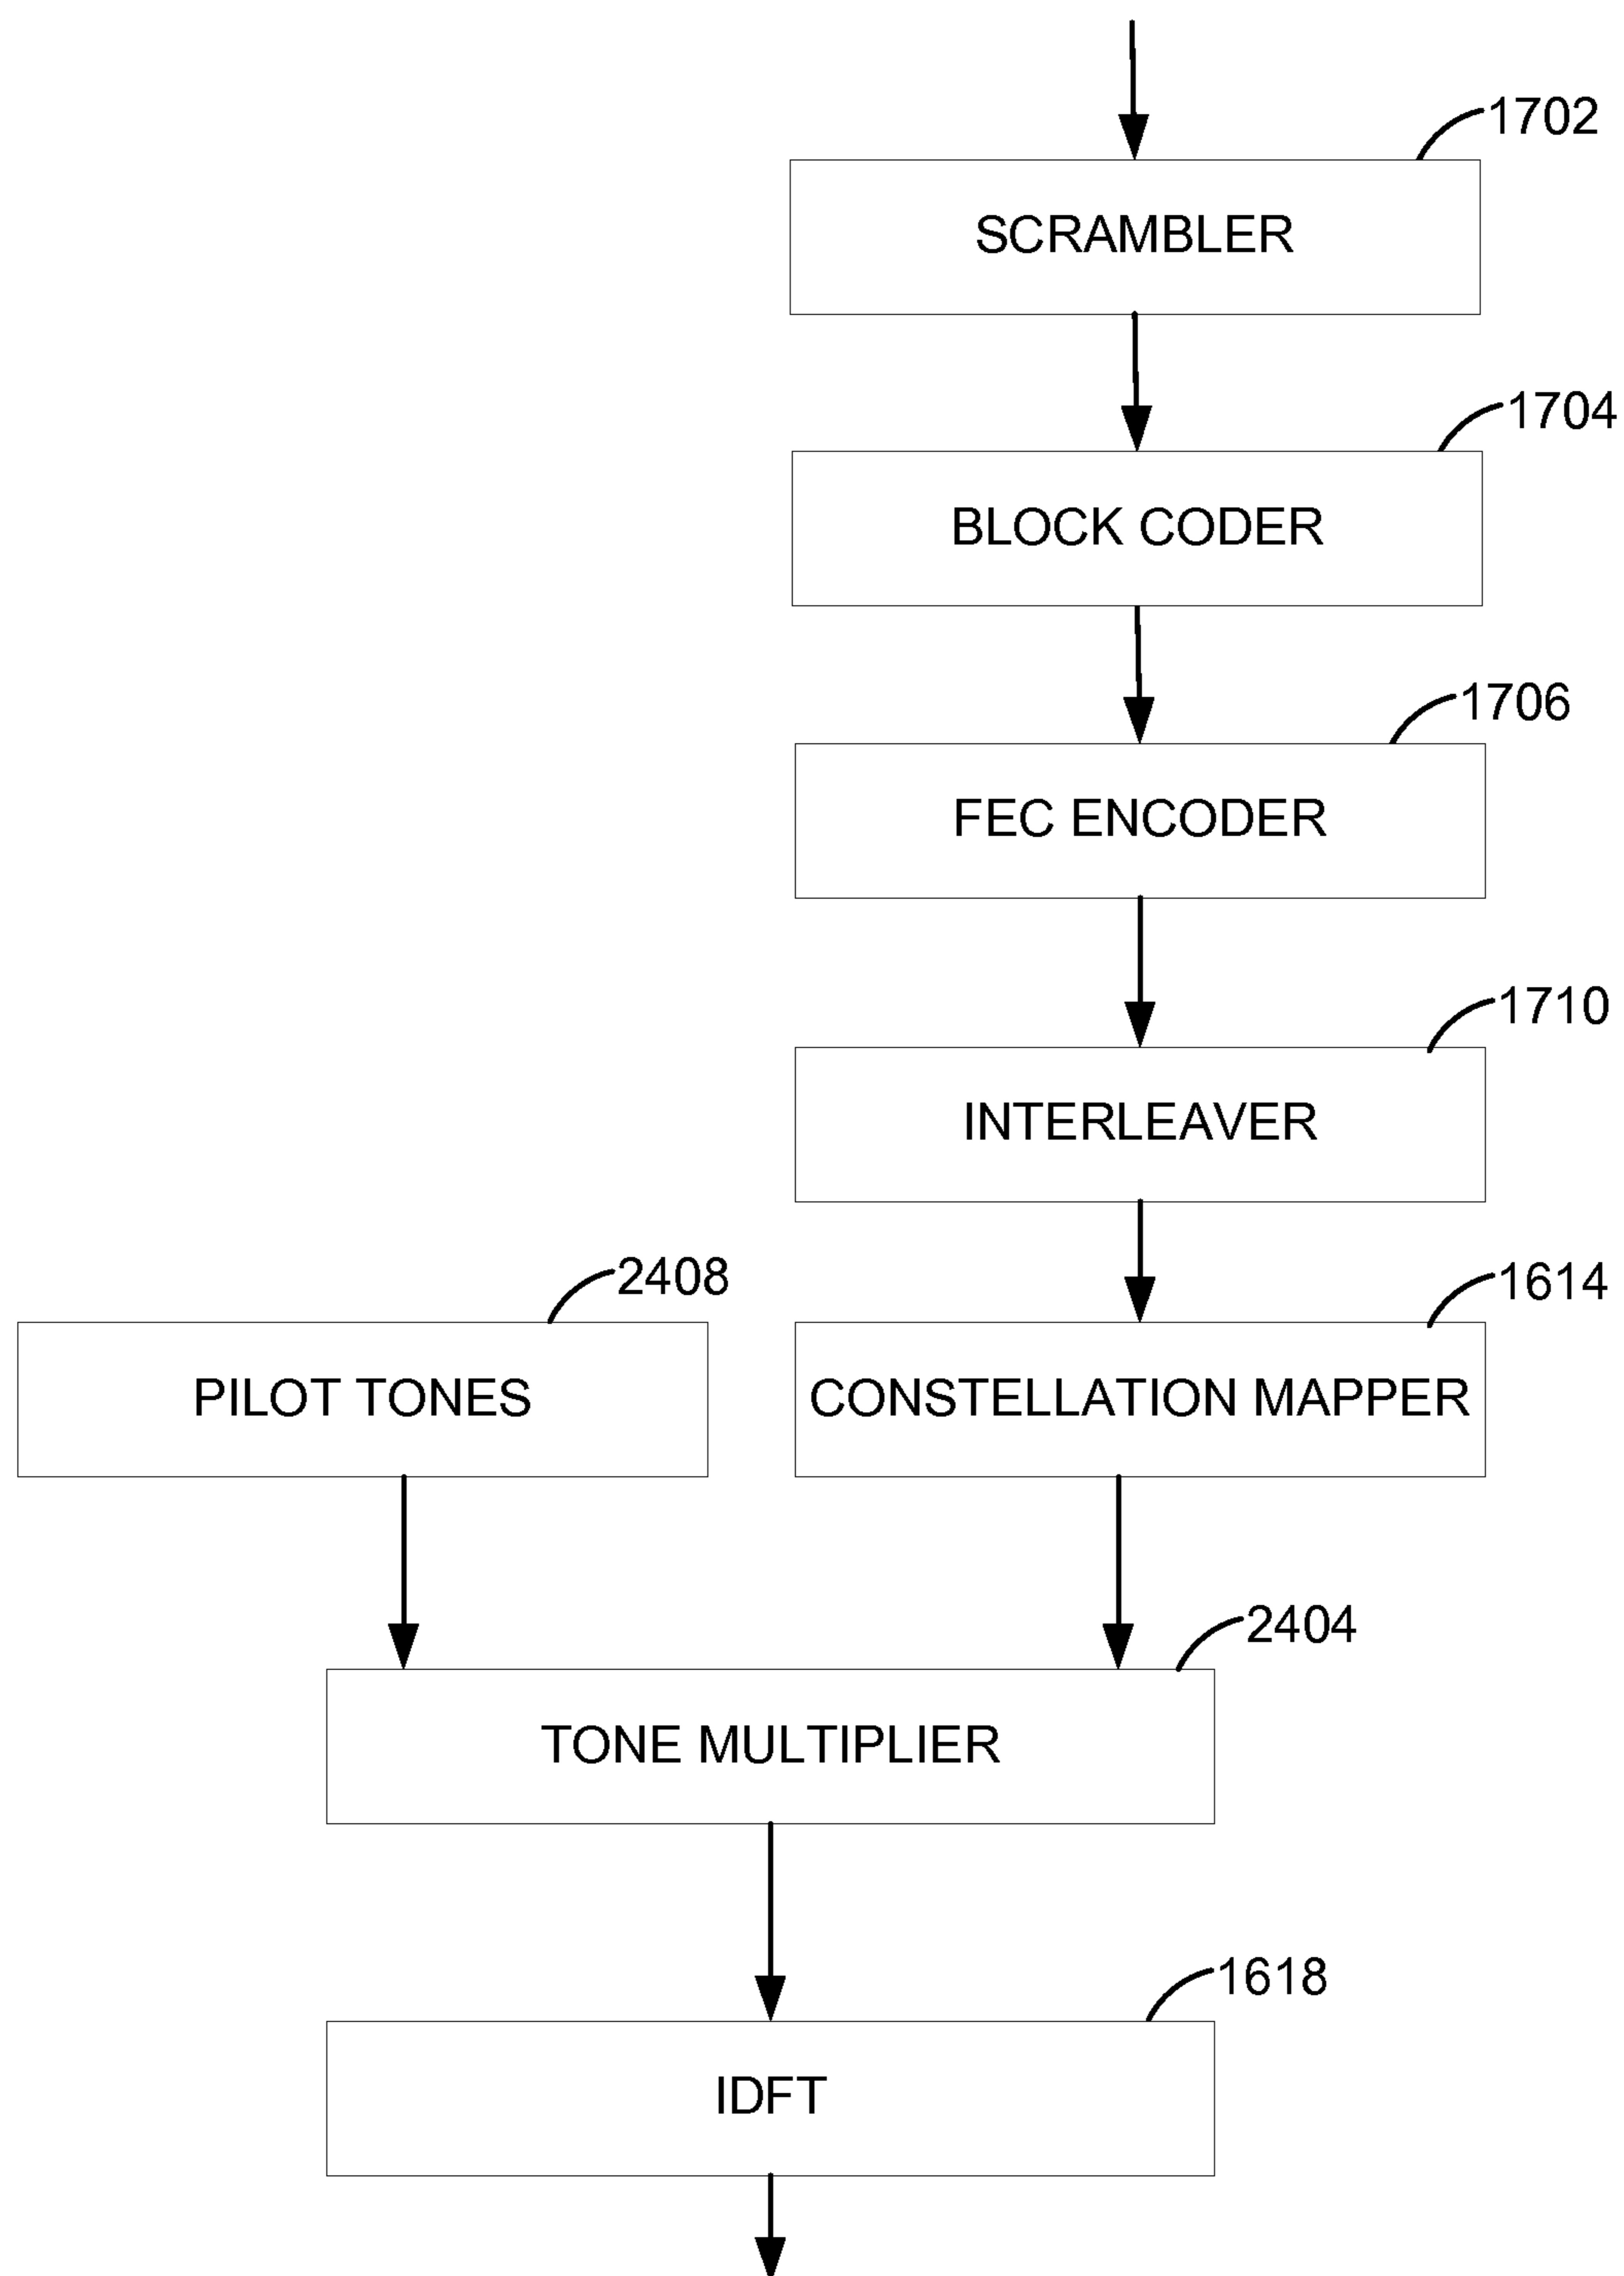 1702
SCRAMBLER
1704
BLOCK CODER
1706
FEC ENCODER
1710
INTERLEAVER
2408
1614
PILOT TONES
CONSTELLATION MAPPER
2404
TONE MULTIPLIER
1618
IDFT